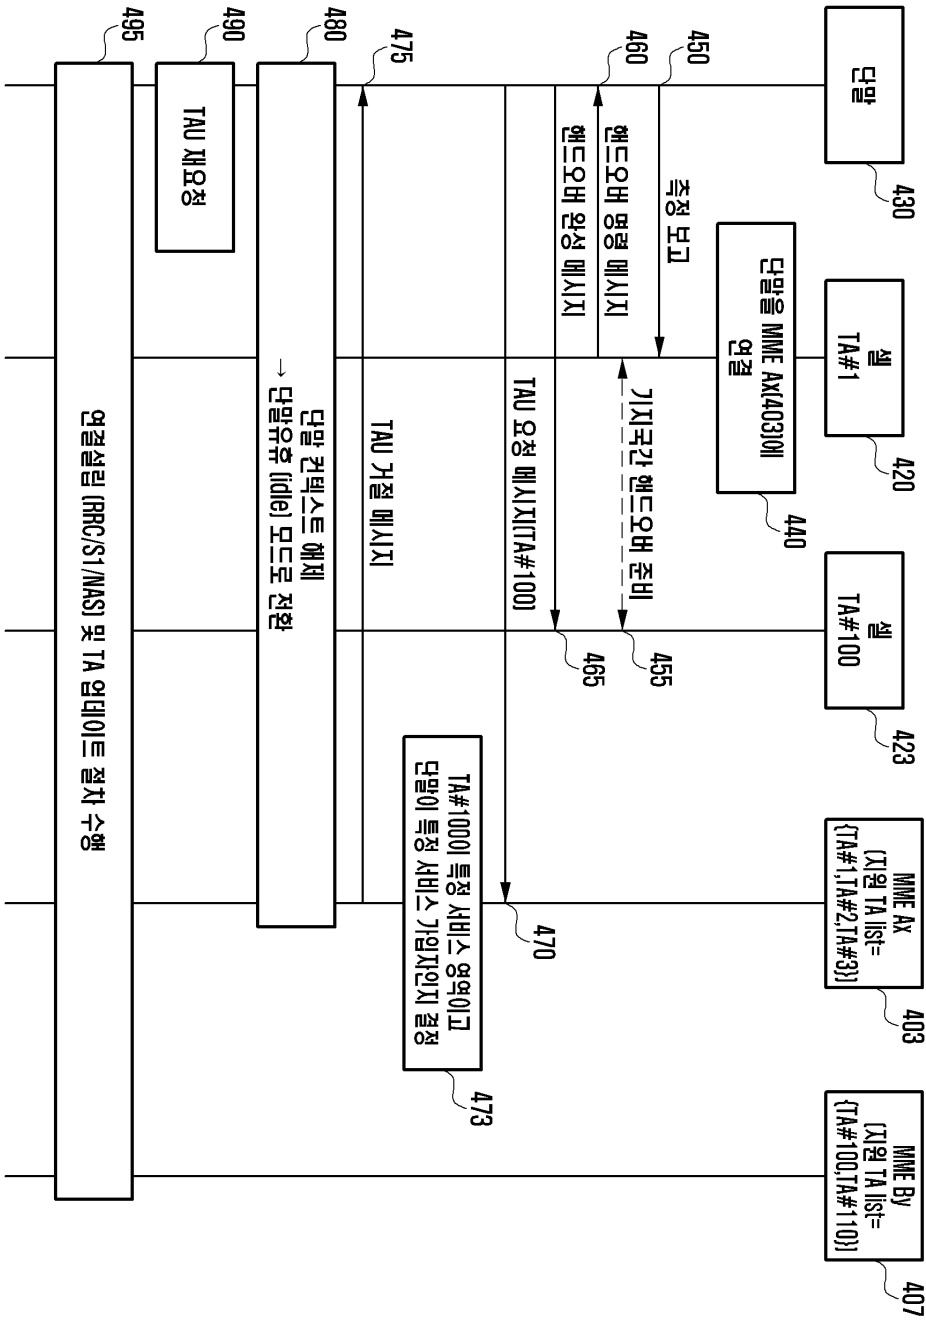 단말
430
셀
TA#1
420
셀
TA#100
423
MME Ax
(지원 TA list=
{TA#1,TA#2,TA#3})
403
MME By
(지원 TA list=
{TA#100,TA#110})
407
단말을 MME Ax(403)에
연결
440
450
측정 보고
기지국간 핸드오버 준비
455
460
핸드오버 명령 메시지
핸드오버 완성 메시지
465
TAU 요청 메시지(TA#100)
470
TA#100이 특정 서비스 영역이고
단말이 특정 서비스 가입자인지 결정
473
475
TAU 거절 메시지
480
단말 컨텍스트 해제
→ 단말유휴 (idle) 모드로 전환
490
TAU 재요청
495
연결설립 (RRC/S1/NAS) 및 TA 업데이트 절차 수행